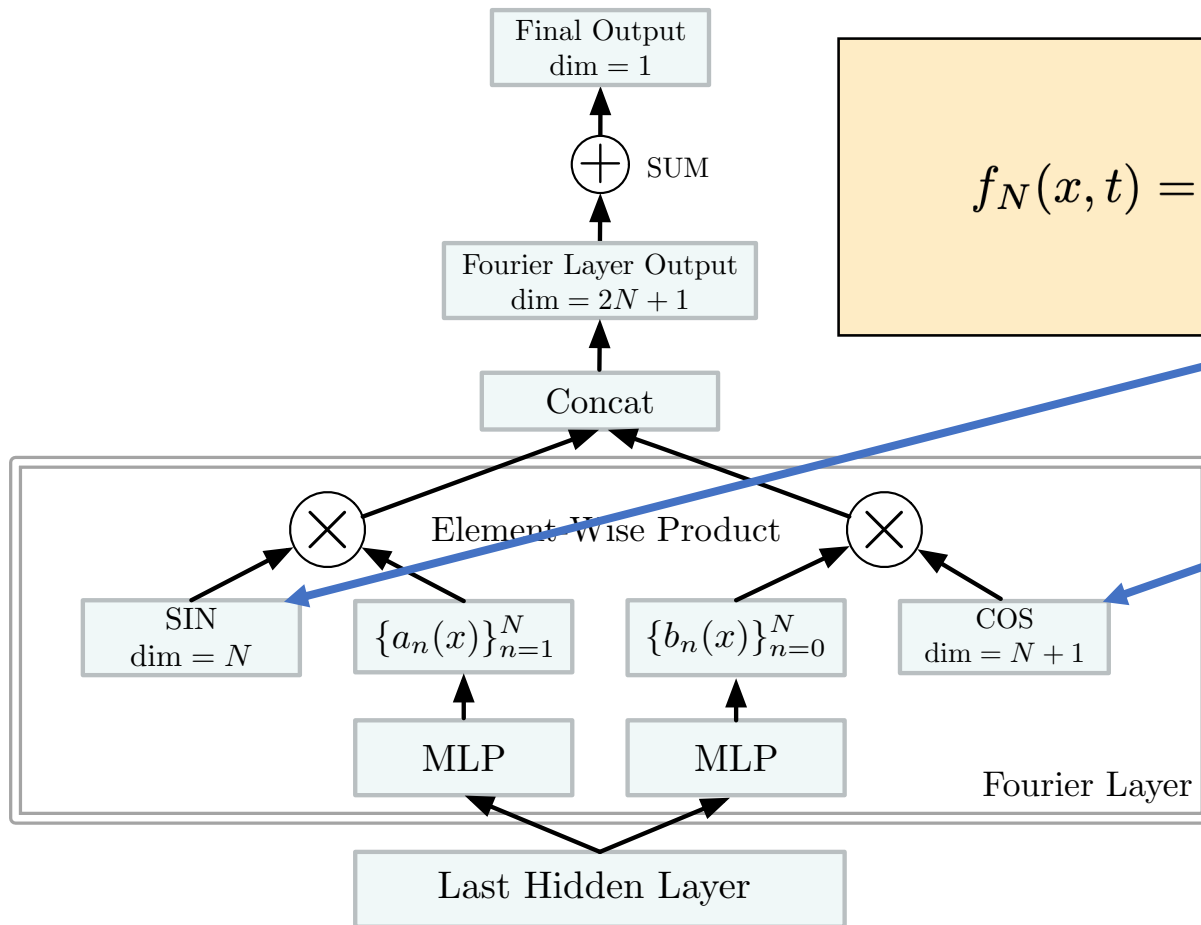 Final Output
dim = 1
SUM
f_N(x, t) =
Fourier Layer Output
dim = 2N + 1
Concat
Element-Wise Product
SIN
dim = N
{a_n(x)}_{n=1}^N
{b_n(x)}_{n=0}^N
COS
dim = N + 1
MLP
MLP
Fourier Layer
Last Hidden Layer